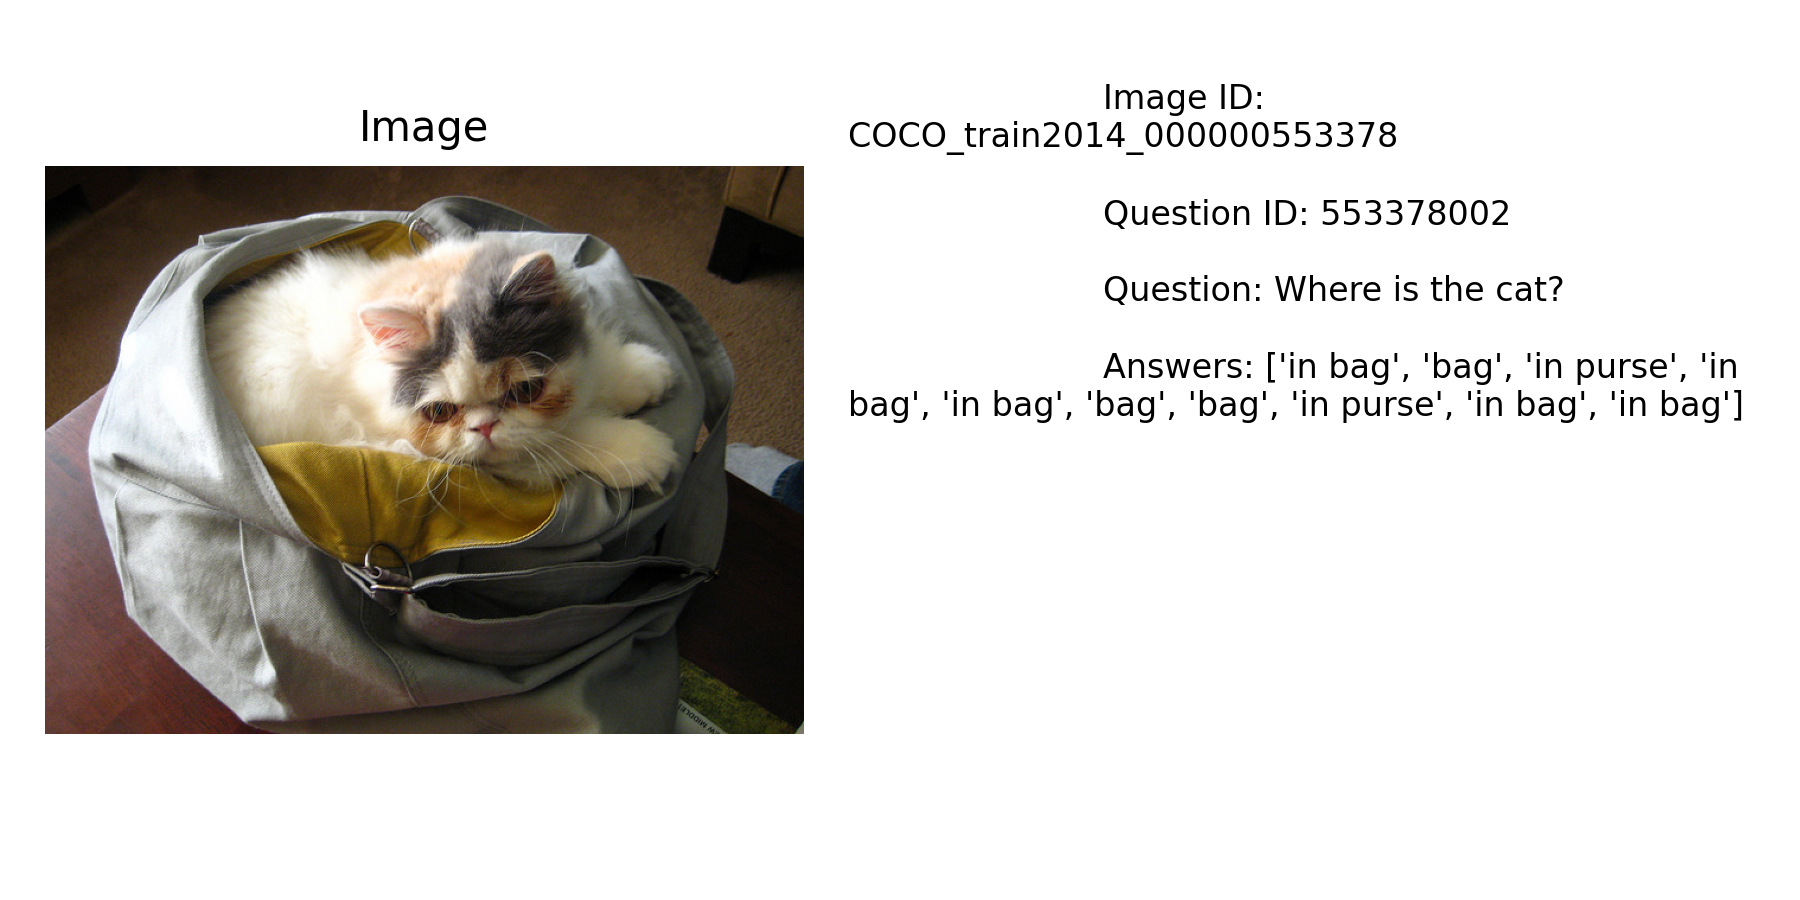 Image
Image ID:
COCO_train2014_000000553378
Question ID: 553378002
Question: Where is the cat?
Answers: ['in bag', 'bag', 'in purse', 'in
bag', 'in bag', 'bag', 'bag', 'in purse', 'in bag', 'in bag']